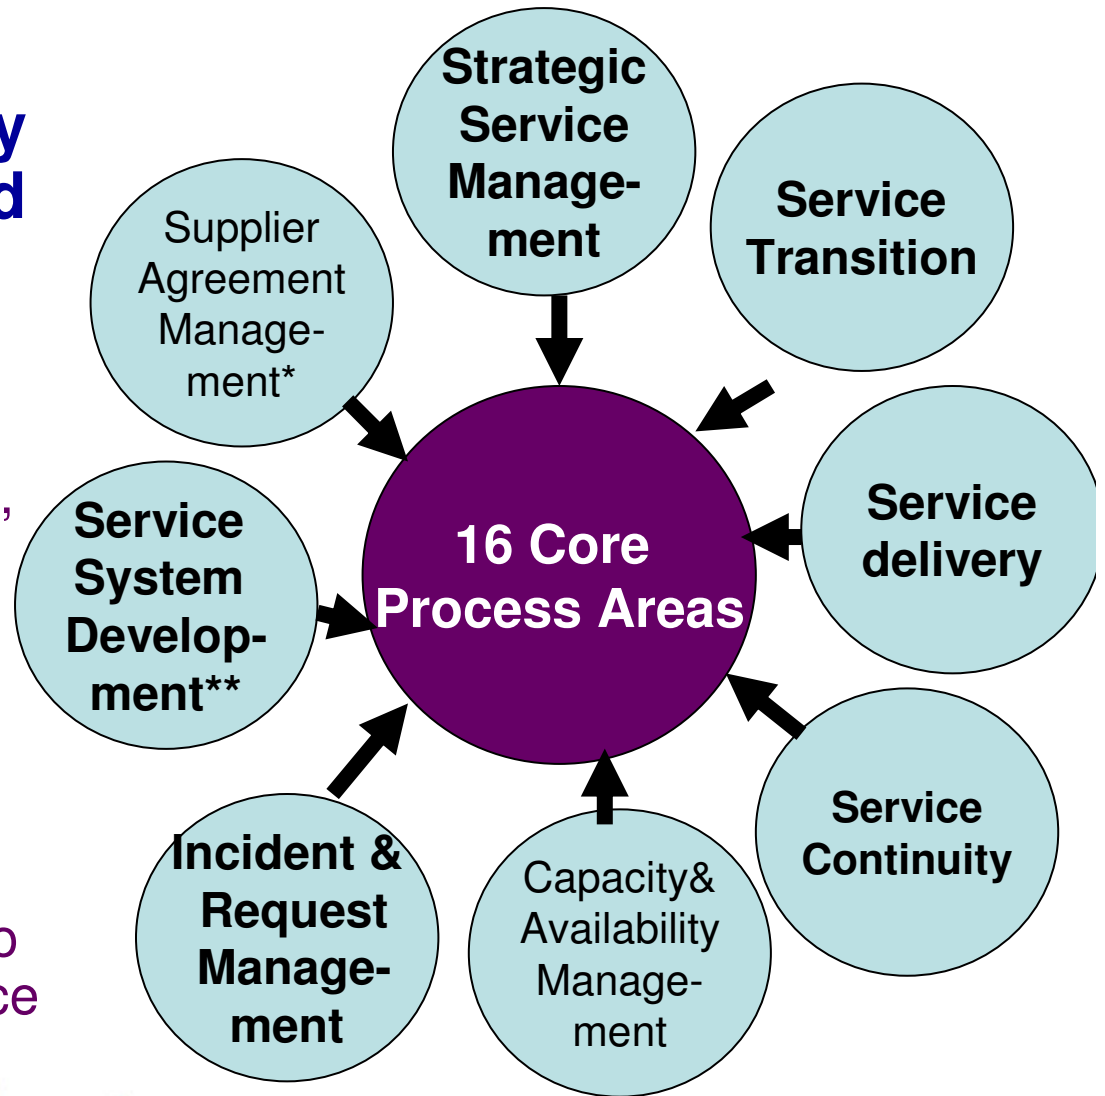 Strategic
Service
Manage-
ment
Service
Transition
Supplier
Agreement
Manage-
ment*
Service
delivery
Service
System
Develop-
ment**
16 Core
Process Areas
Service
Continuity
Incident &
Request
Manage-
ment
Capacity&
Availability
Manage-
ment